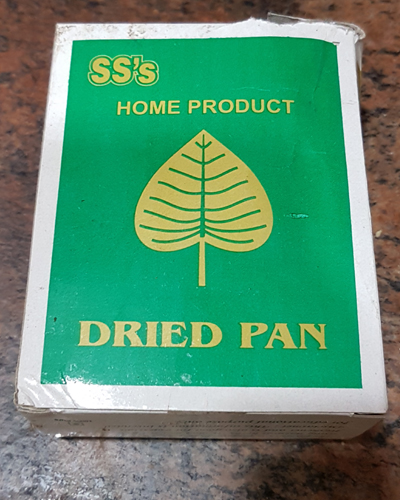 SS's
HOME PRODUCT
DRIED PAN